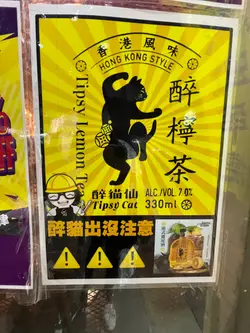 香港風味
HONG KONG STYLE
Tipsy Lemon Tea
醉檸茶
醉貓仙
Tipsy Cat
ALC./VOL. 7.0%
330ml
醉貓出沒注意